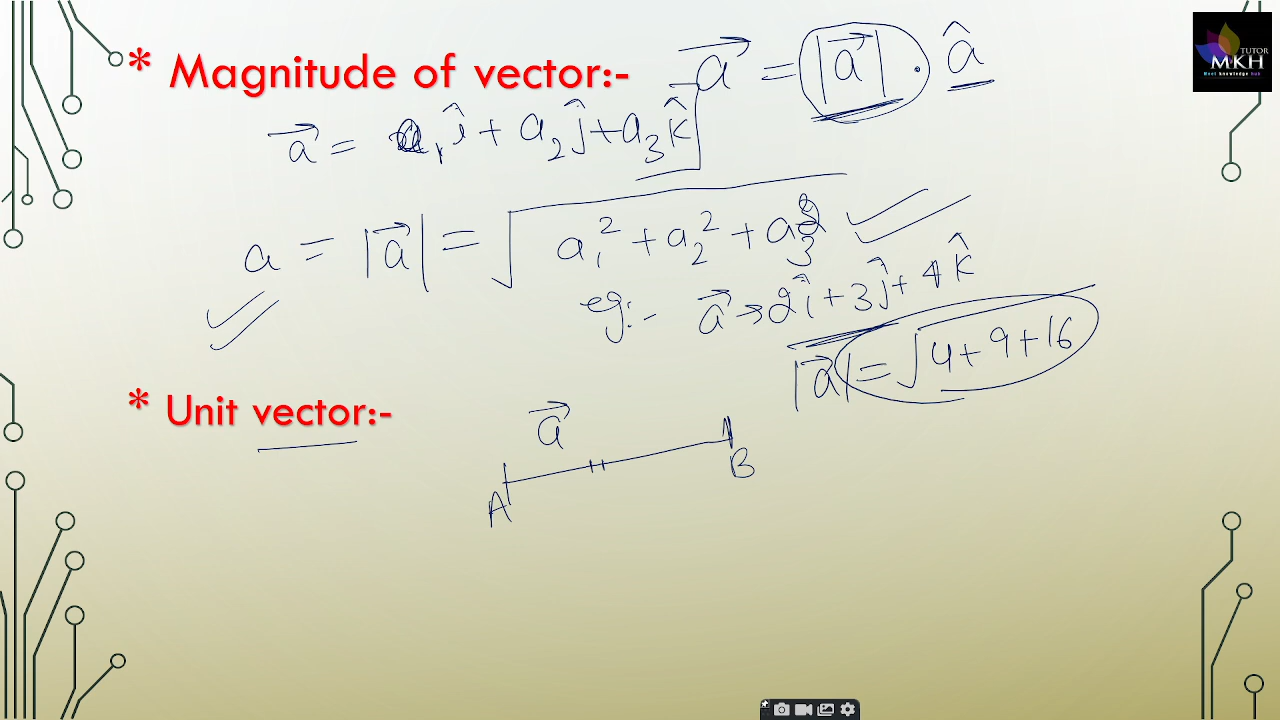 * Magnitude of vector:-
a⃗ = |a⃗| . â
a⃗ = a₁î + a₂ĵ + a₃k̂
a = |a⃗| = √a₁² + a₂² + a₃²
eg:- a⃗ → 2î + 3ĵ + 4k̂
|a⃗| = √4+9+16
* Unit vector:-
a⃗
A B
TUTOR
MKH
Meet knowledge hub